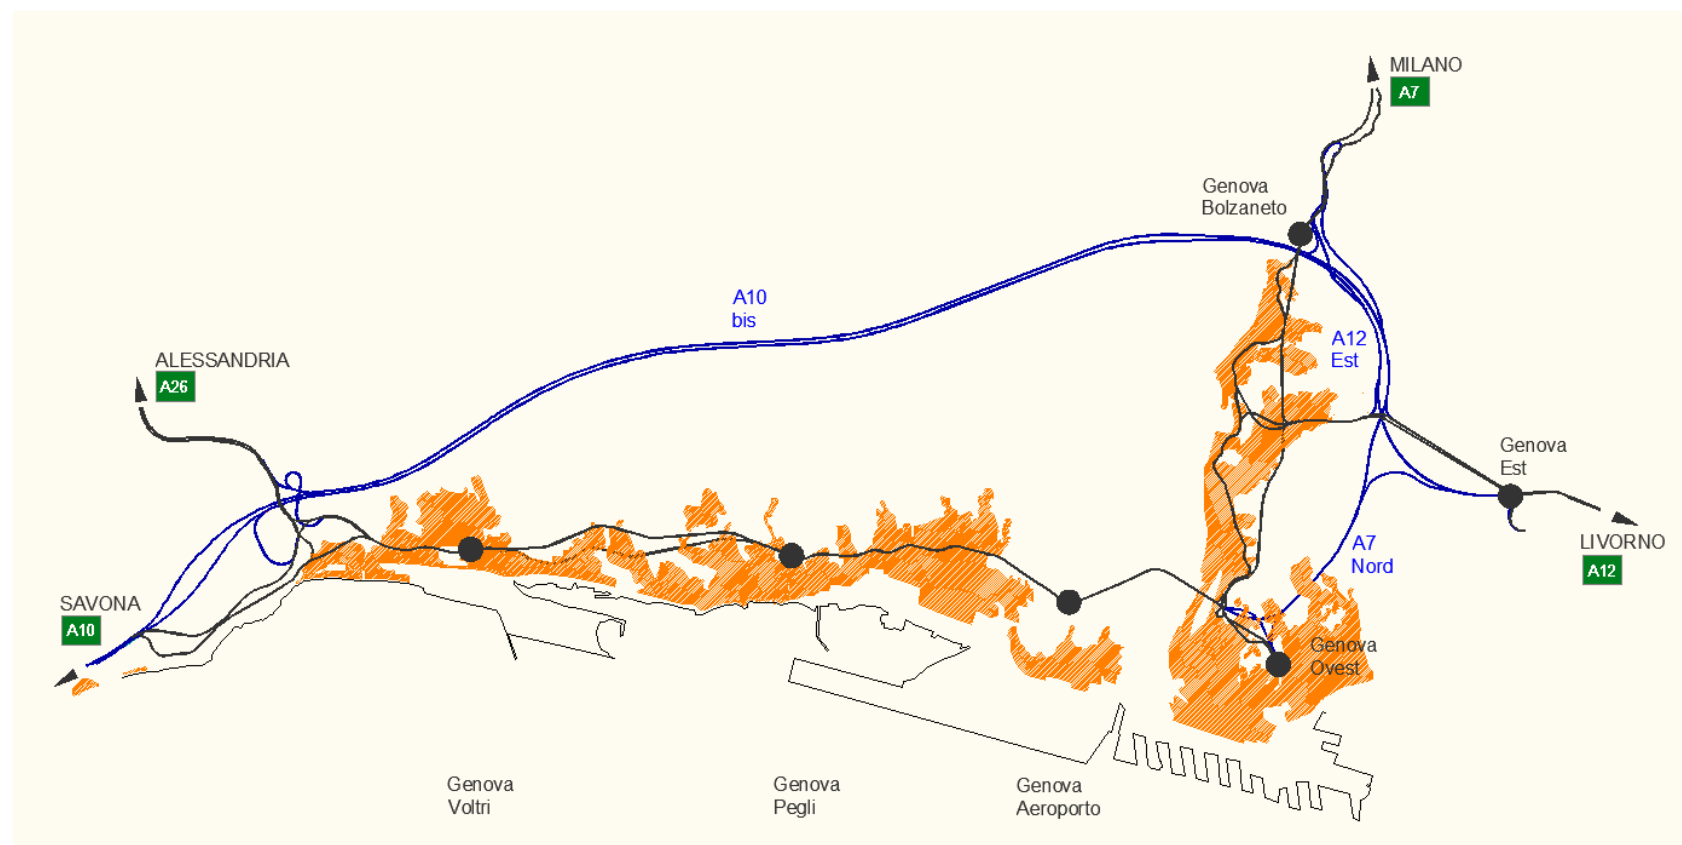 MILANO
A7
Genova
Bolzaneto
A10
bis
A12
Est
ALESSANDRIA
A26
Genova
Est
LIVORNO
A12
A7
Nord
SAVONA
A10
Genova
Ovest
Genova
Voltri
Genova
Pegli
Genova
Aeroporto